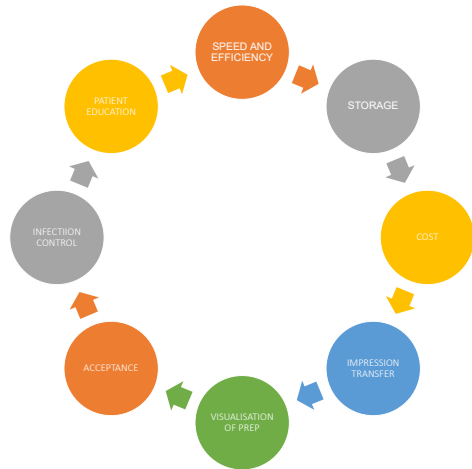 SPEED AND
EFFICIENCY
STORAGE
COST
IMPRESSION
TRANSFER
VISUALISATION
OF PREP
ACCEPTANCE
INFECTIION
CONTROL
PATIENT
EDUCATION